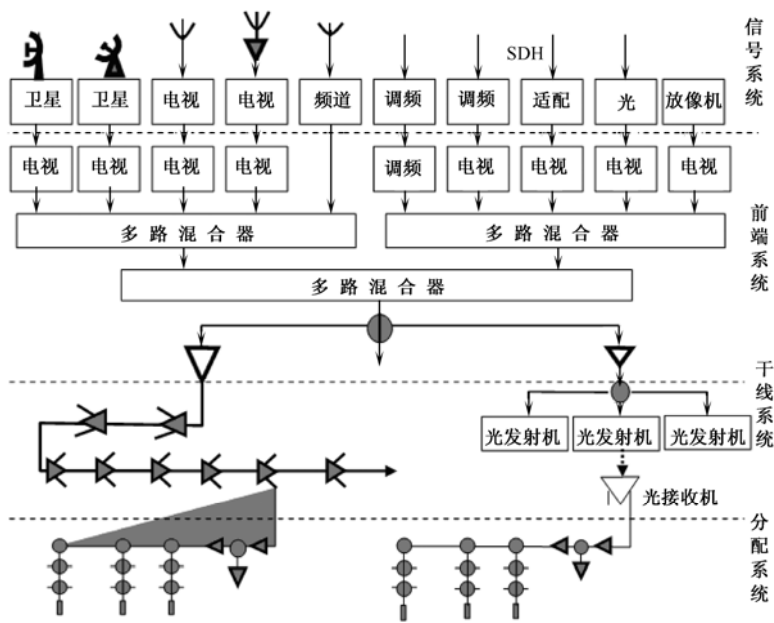 信号系统
SDH
卫星 卫星 电视 电视 频道 调频 调频 适配 光 放像机
电视 电视 电视 电视 调频 电视 电视 电视 电视
前端系统
多路混合器 多路混合器
多路混合器
干线系统
光发射机 光发射机 光发射机
光接收机
分配系统